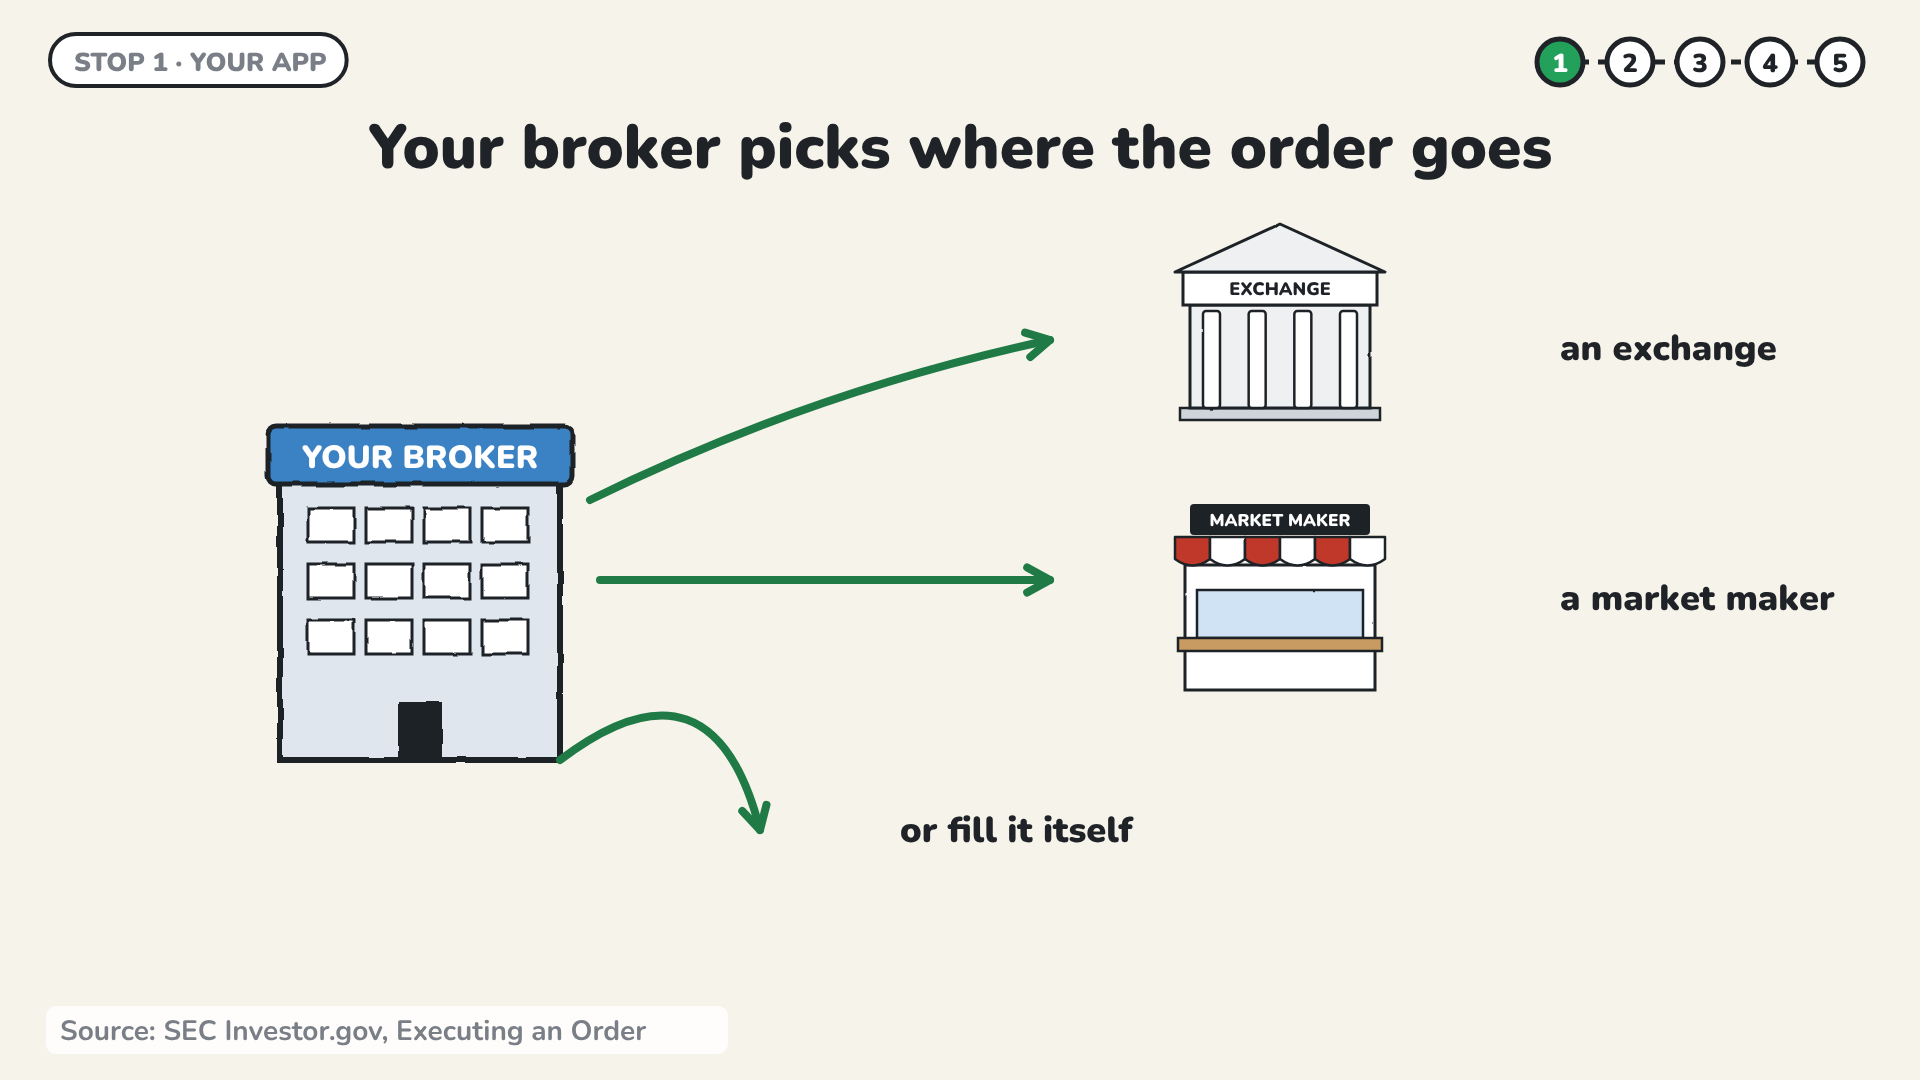 STOP 1 · YOUR APP
1 2 3 4 5
Your broker picks where the order goes
EXCHANGE
an exchange
YOUR BROKER
MARKET MAKER
a market maker
or fill it itself
Source: SEC Investor.gov, Executing an Order